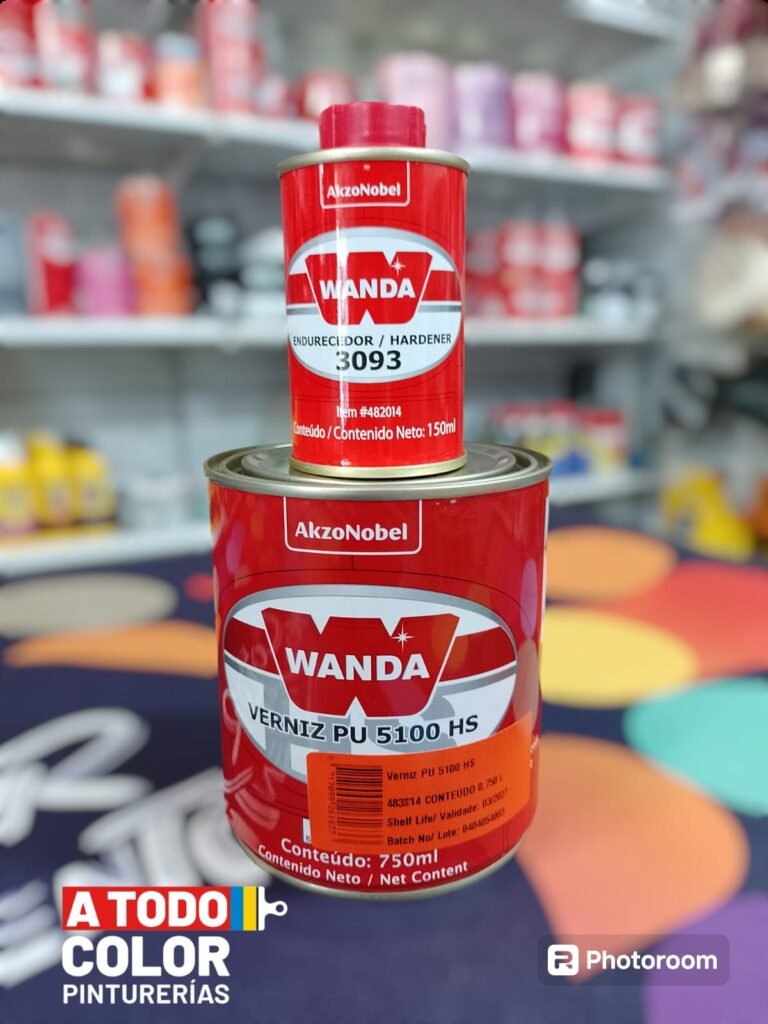 AkzoNobel
WANDA
ENDURECEDOR / HARDENER
3093
Item #482014
Conteúdo / Contenido Neto: 150ml
AkzoNobel
WANDA
VERNIZ PU 5100 HS
Verniz PU 5100 HS
483814 CONTEUDO 0.750 L
Shelf Life/ Validade: 03/2027
Batch No/ Lote: 0404054003
Conteúdo: 750ml
Contenido Neto / Net Content
A TODO
COLOR
PINTURERÍAS
Photoroom